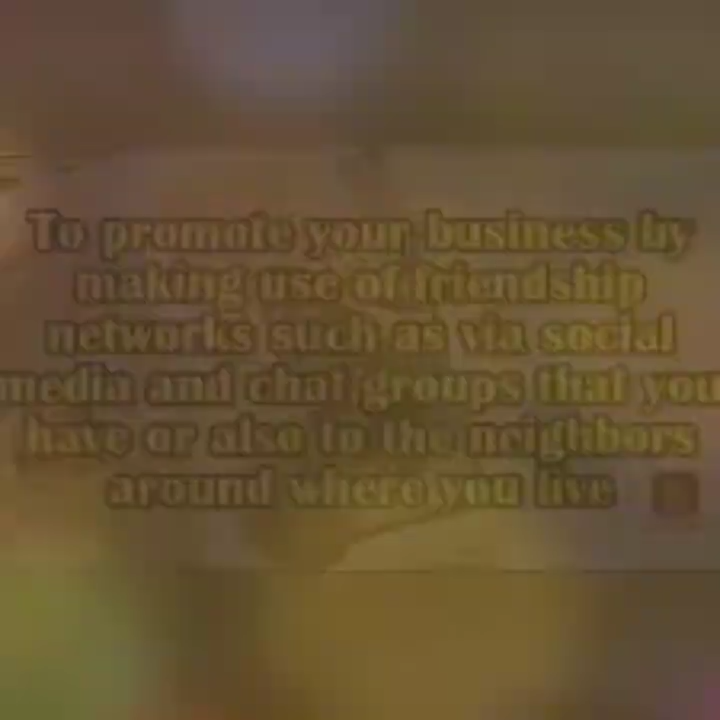 To promote your business by
making use of friendship
networks such as via social
media and chat groups that you
have or also to the neighbors
around where you live